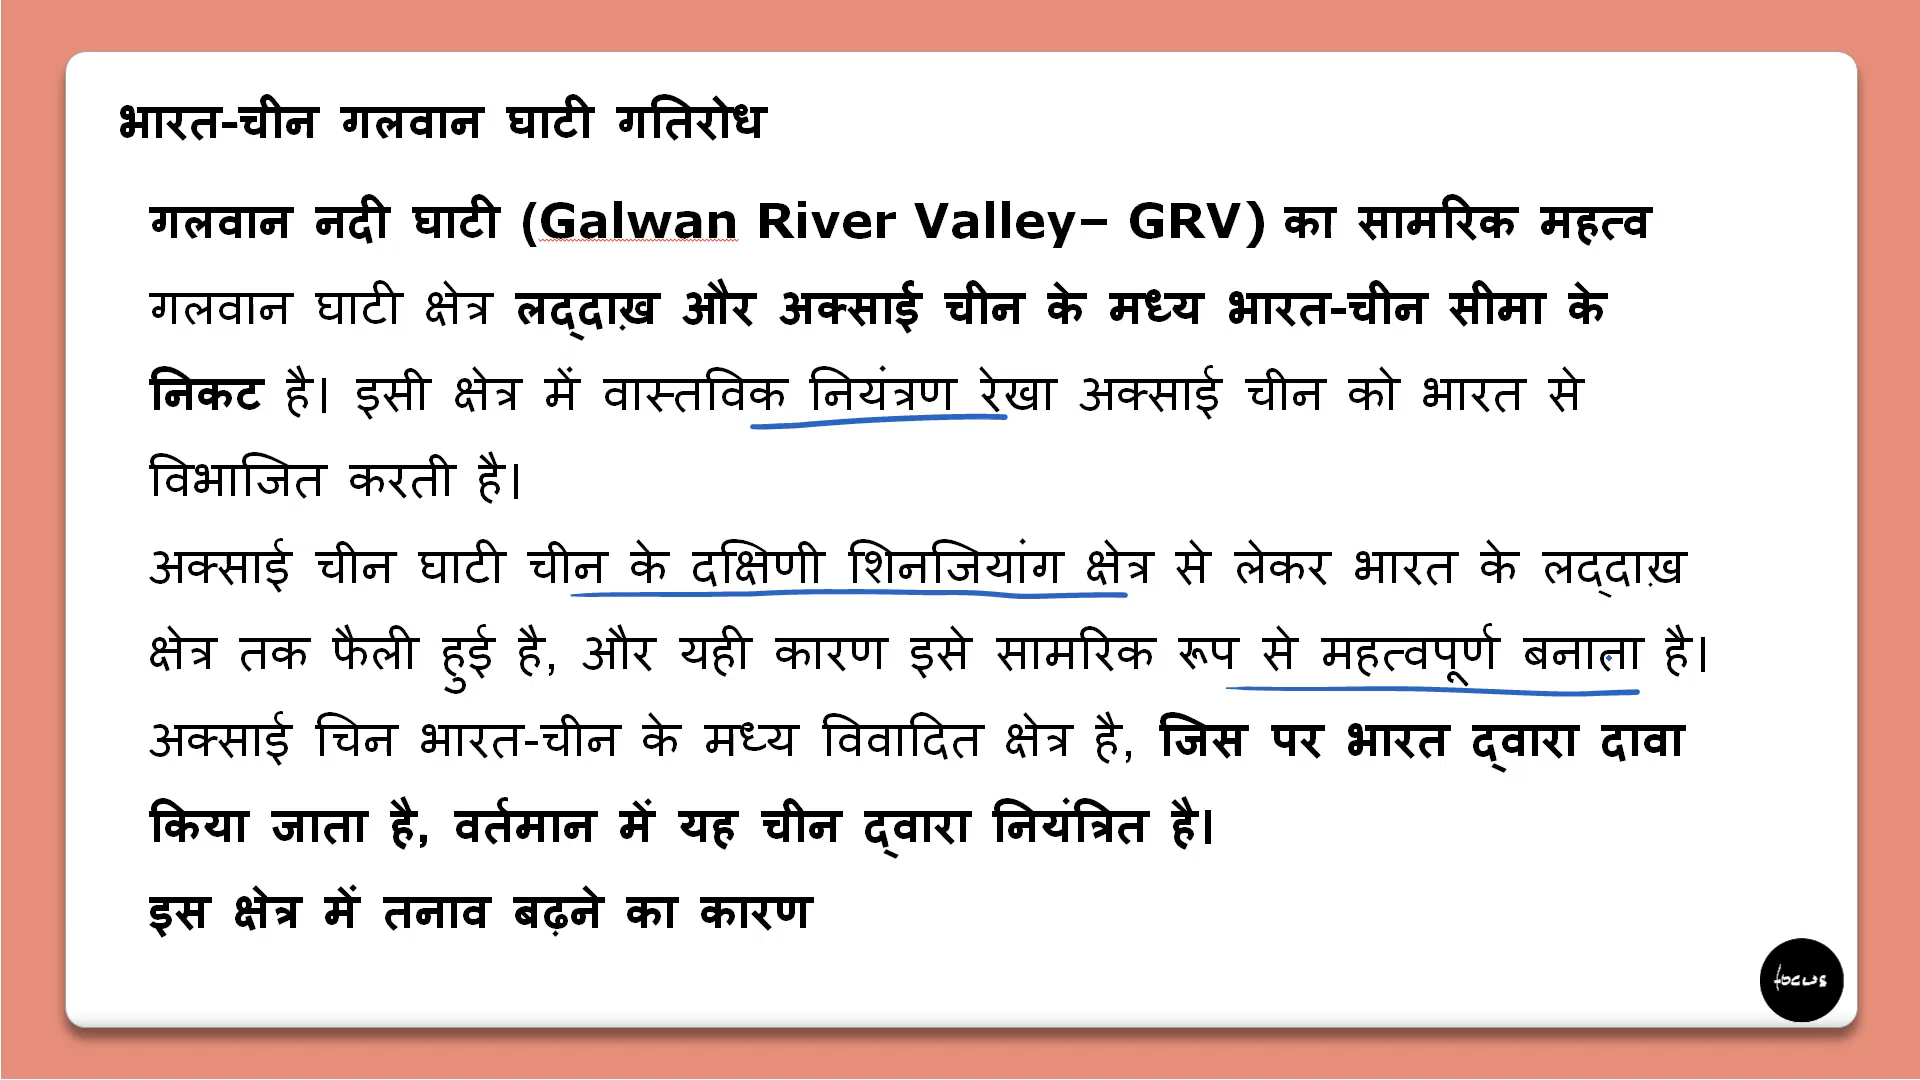 भारत-चीन गलवान घाटी गतिरोध
गलवान नदी घाटी (Galwan River Valley– GRV) का सामरिक महत्व
गलवान घाटी क्षेत्र लद्दाख़ और अक्साई चीन के मध्य भारत-चीन सीमा के
निकट है। इसी क्षेत्र में वास्तविक नियंत्रण रेखा अक्साई चीन को भारत से
विभाजित करती है।
अक्साई चीन घाटी चीन के दक्षिणी शिनजियांग क्षेत्र से लेकर भारत के लद्दाख़
क्षेत्र तक फैली हुई है, और यही कारण इसे सामरिक रूप से महत्वपूर्ण बनाता है।
अक्साई चिन भारत-चीन के मध्य विवादित क्षेत्र है, जिस पर भारत द्वारा दावा
किया जाता है, वर्तमान में यह चीन द्वारा नियंत्रित है।
इस क्षेत्र में तनाव बढ़ने का कारण
focus